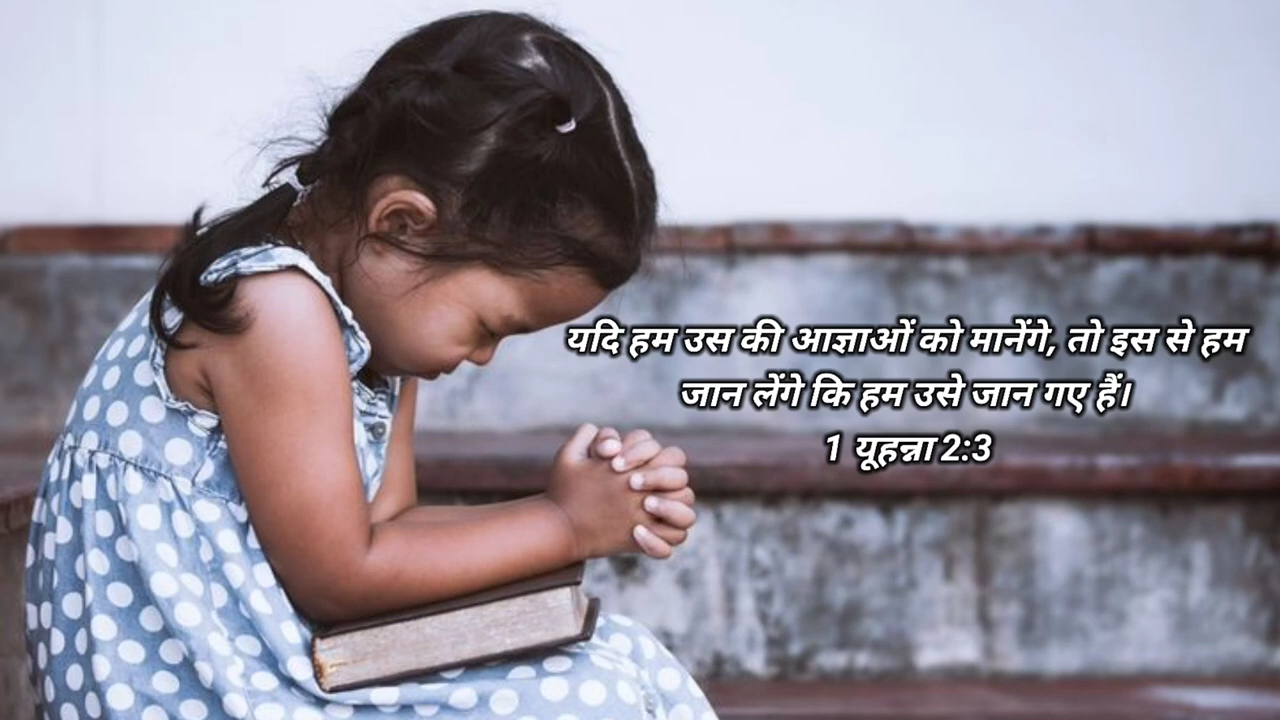 यदि हम उस की आज्ञाओं को मानेंगे, तो इस से हम
जान लेंगे कि हम उसे जान गए हैं।
1 यूहन्ना 2:3